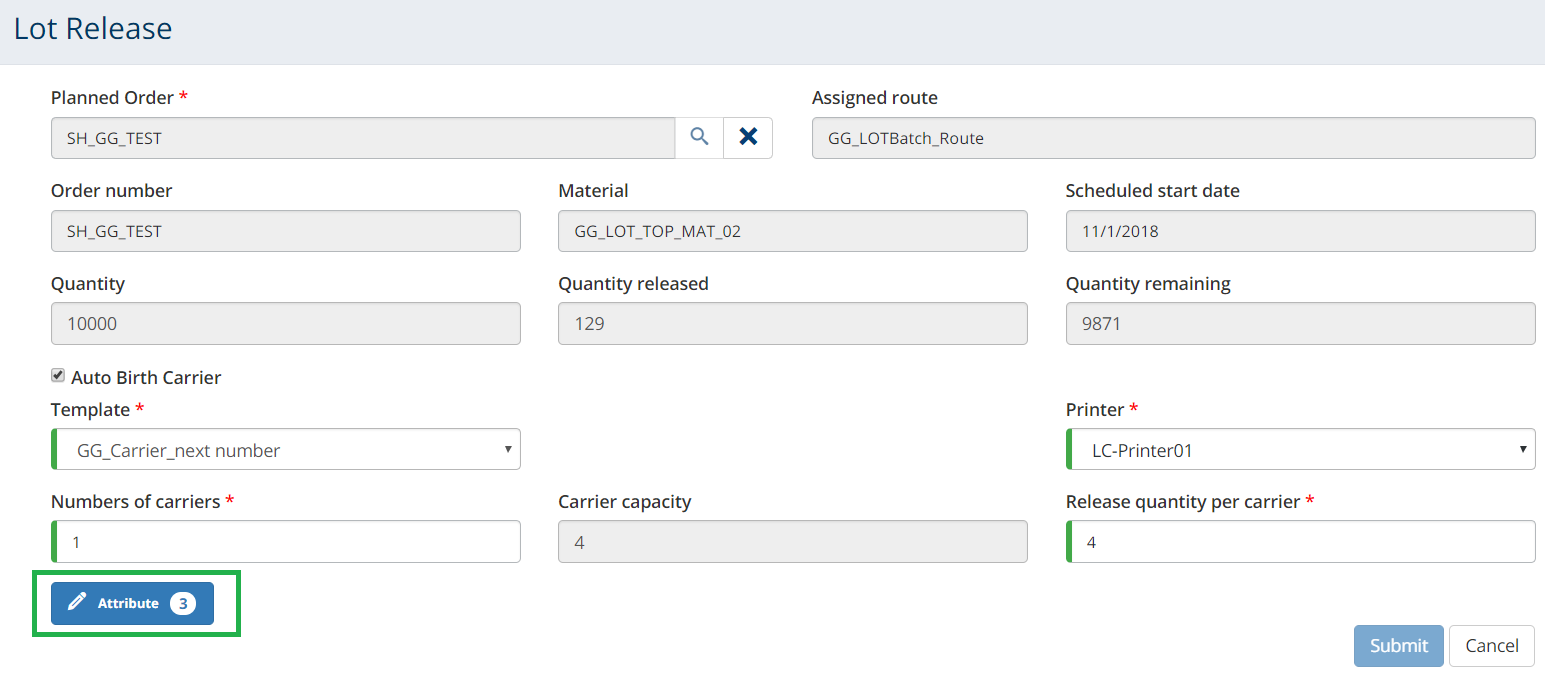 Lot Release
Planned Order * Assigned route
SH_GG_TEST GG_LOTBatch_Route
Order number Material Scheduled start date
SH_GG_TEST GG_LOT_TOP_MAT_02 11/1/2018
Quantity Quantity released Quantity remaining
10000 129 9871
Auto Birth Carrier
Template * Printer *
GG_Carrier_next number LC-Printer01
Numbers of carriers * Carrier capacity Release quantity per carrier *
1 4 4
Attribute 3
Submit Cancel